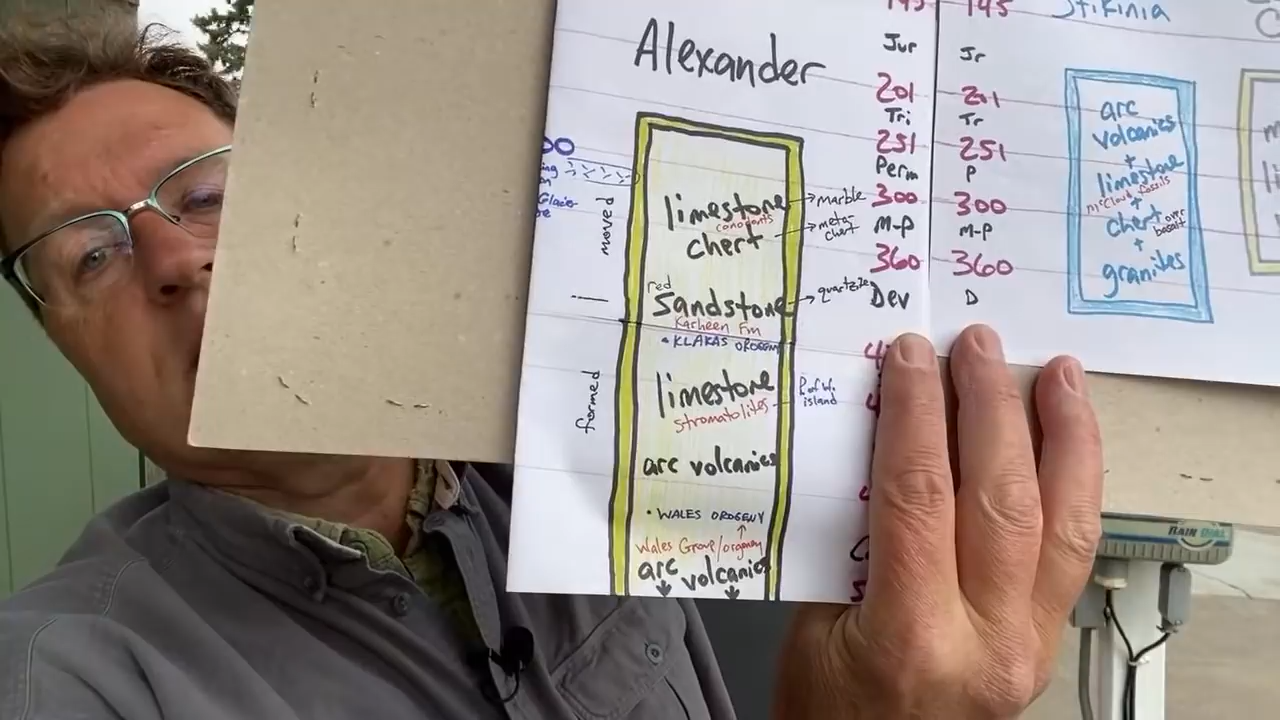 Alexander
limestone
conodonts
chert
→marble
→meta-chert
red
sandstone
→quartzite
Karheen Fm
• KLAKAS OROGENY
limestone
stromatolites
P. of W.
island
arc volcanics
• WALES OROGENY
Wales Group/orogeny
arc volcanics
moved
formed
Glacier
145
Jur
201
Tri
251
Perm
300
M-P
360
Dev
145
Jr
201
Tr
251
P
300
M-P
360
D
Stikinia
arc
volcanics
+
limestone
McCloud fossils
+
chert over
basalt
+
granites
RAIN DIAL